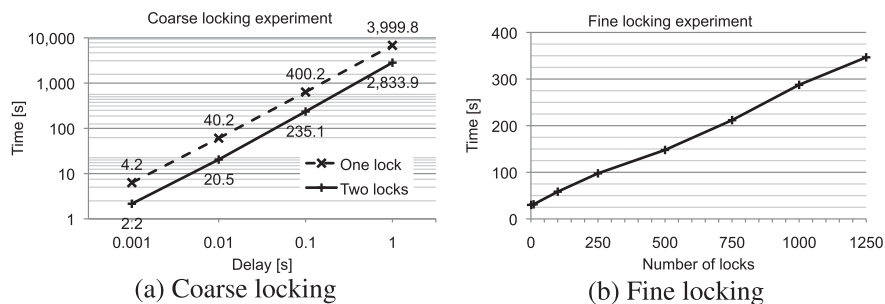 Coarse locking experiment
Time [s]
10,000
1,000
100
10
1
4.2
40.2
400.2
3,999.8
2.2
20.5
235.1
2,833.9
One lock
Two locks
0.001 0.01 0.1 1
Delay [s]
(a) Coarse locking
Fine locking experiment
Time [s]
400
300
200
100
0
0 250 500 750 1000 1250
Number of locks
(b) Fine locking